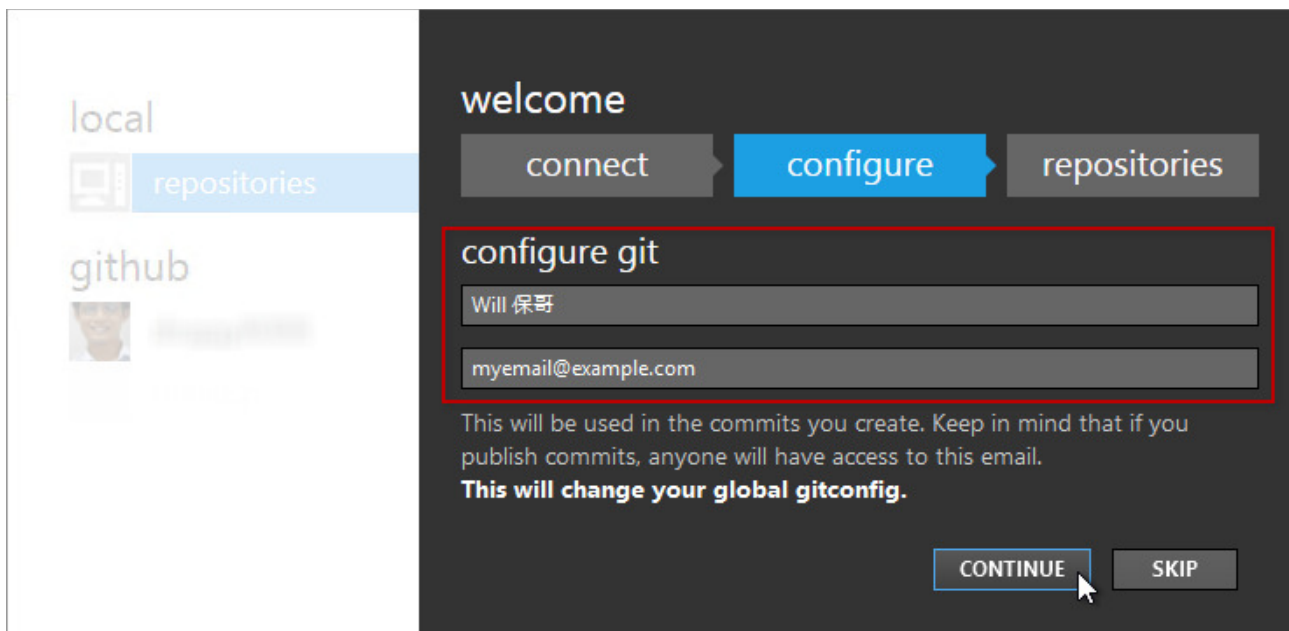 local
repositories
github
welcome
connect
configure
repositories
configure git
Will 保哥
myemail@example.com
This will be used in the commits you create. Keep in mind that if you
publish commits, anyone will have access to this email.
This will change your global gitconfig.
CONTINUE
SKIP